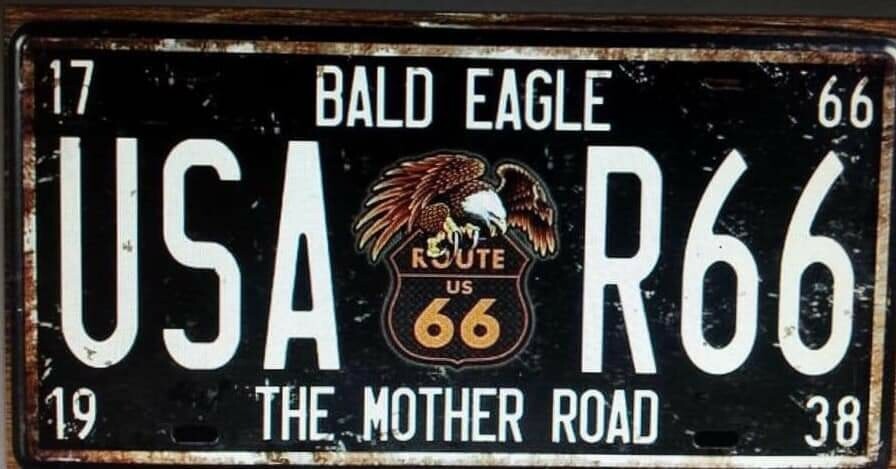 17 BALD EAGLE 66
USA R66
ROUTE
US
66
19 THE MOTHER ROAD 38